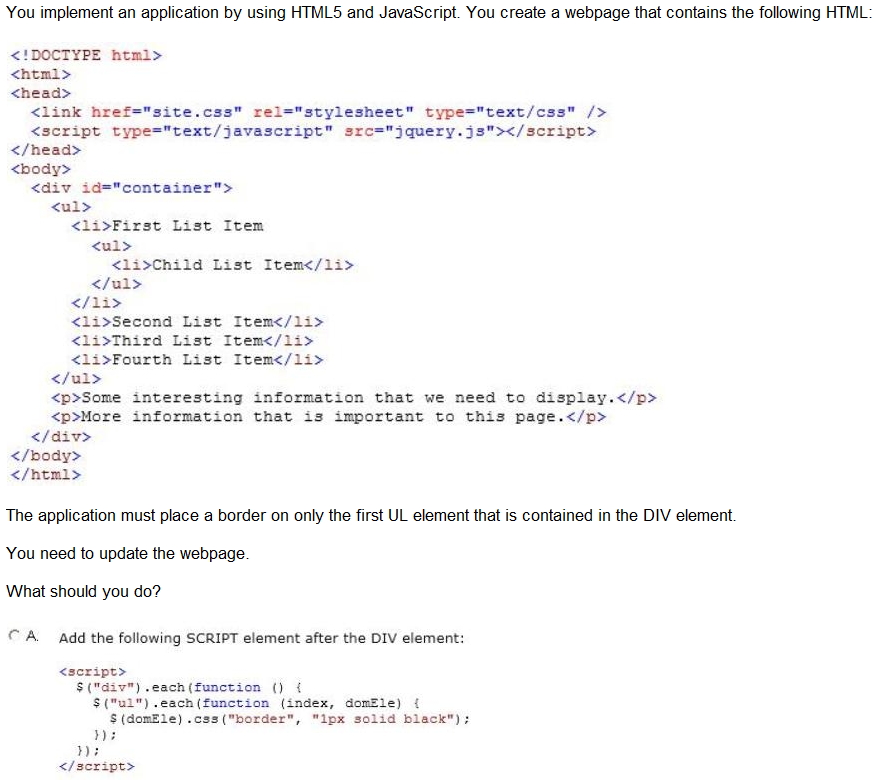 You implement an application by using HTML5 and JavaScript. You create a webpage that contains the following HTML:
<!DOCTYPE html>
<html>
<head>
<link href="site.css" rel="stylesheet" type="text/css" />
<script type="text/javascript" src="jquery.js"></script>
</head>
<body>
<div id="container">
<ul>
<li>First List Item
<ul>
<li>Child List Item</li>
</ul>
</li>
<li>Second List Item</li>
<li>Third List Item</li>
<li>Fourth List Item</li>
</ul>
<p>Some interesting information that we need to display.</p>
<p>More information that is important to this page.</p>
</div>
</body>
</html>
The application must place a border on only the first UL element that is contained in the DIV element.
You need to update the webpage.
What should you do?
A. Add the following SCRIPT element after the DIV element:
<script>
$("div").each(function () {
$("ul").each(function (index, domEle) {
$(domEle).css("border", "1px solid black");
});
});
</script>